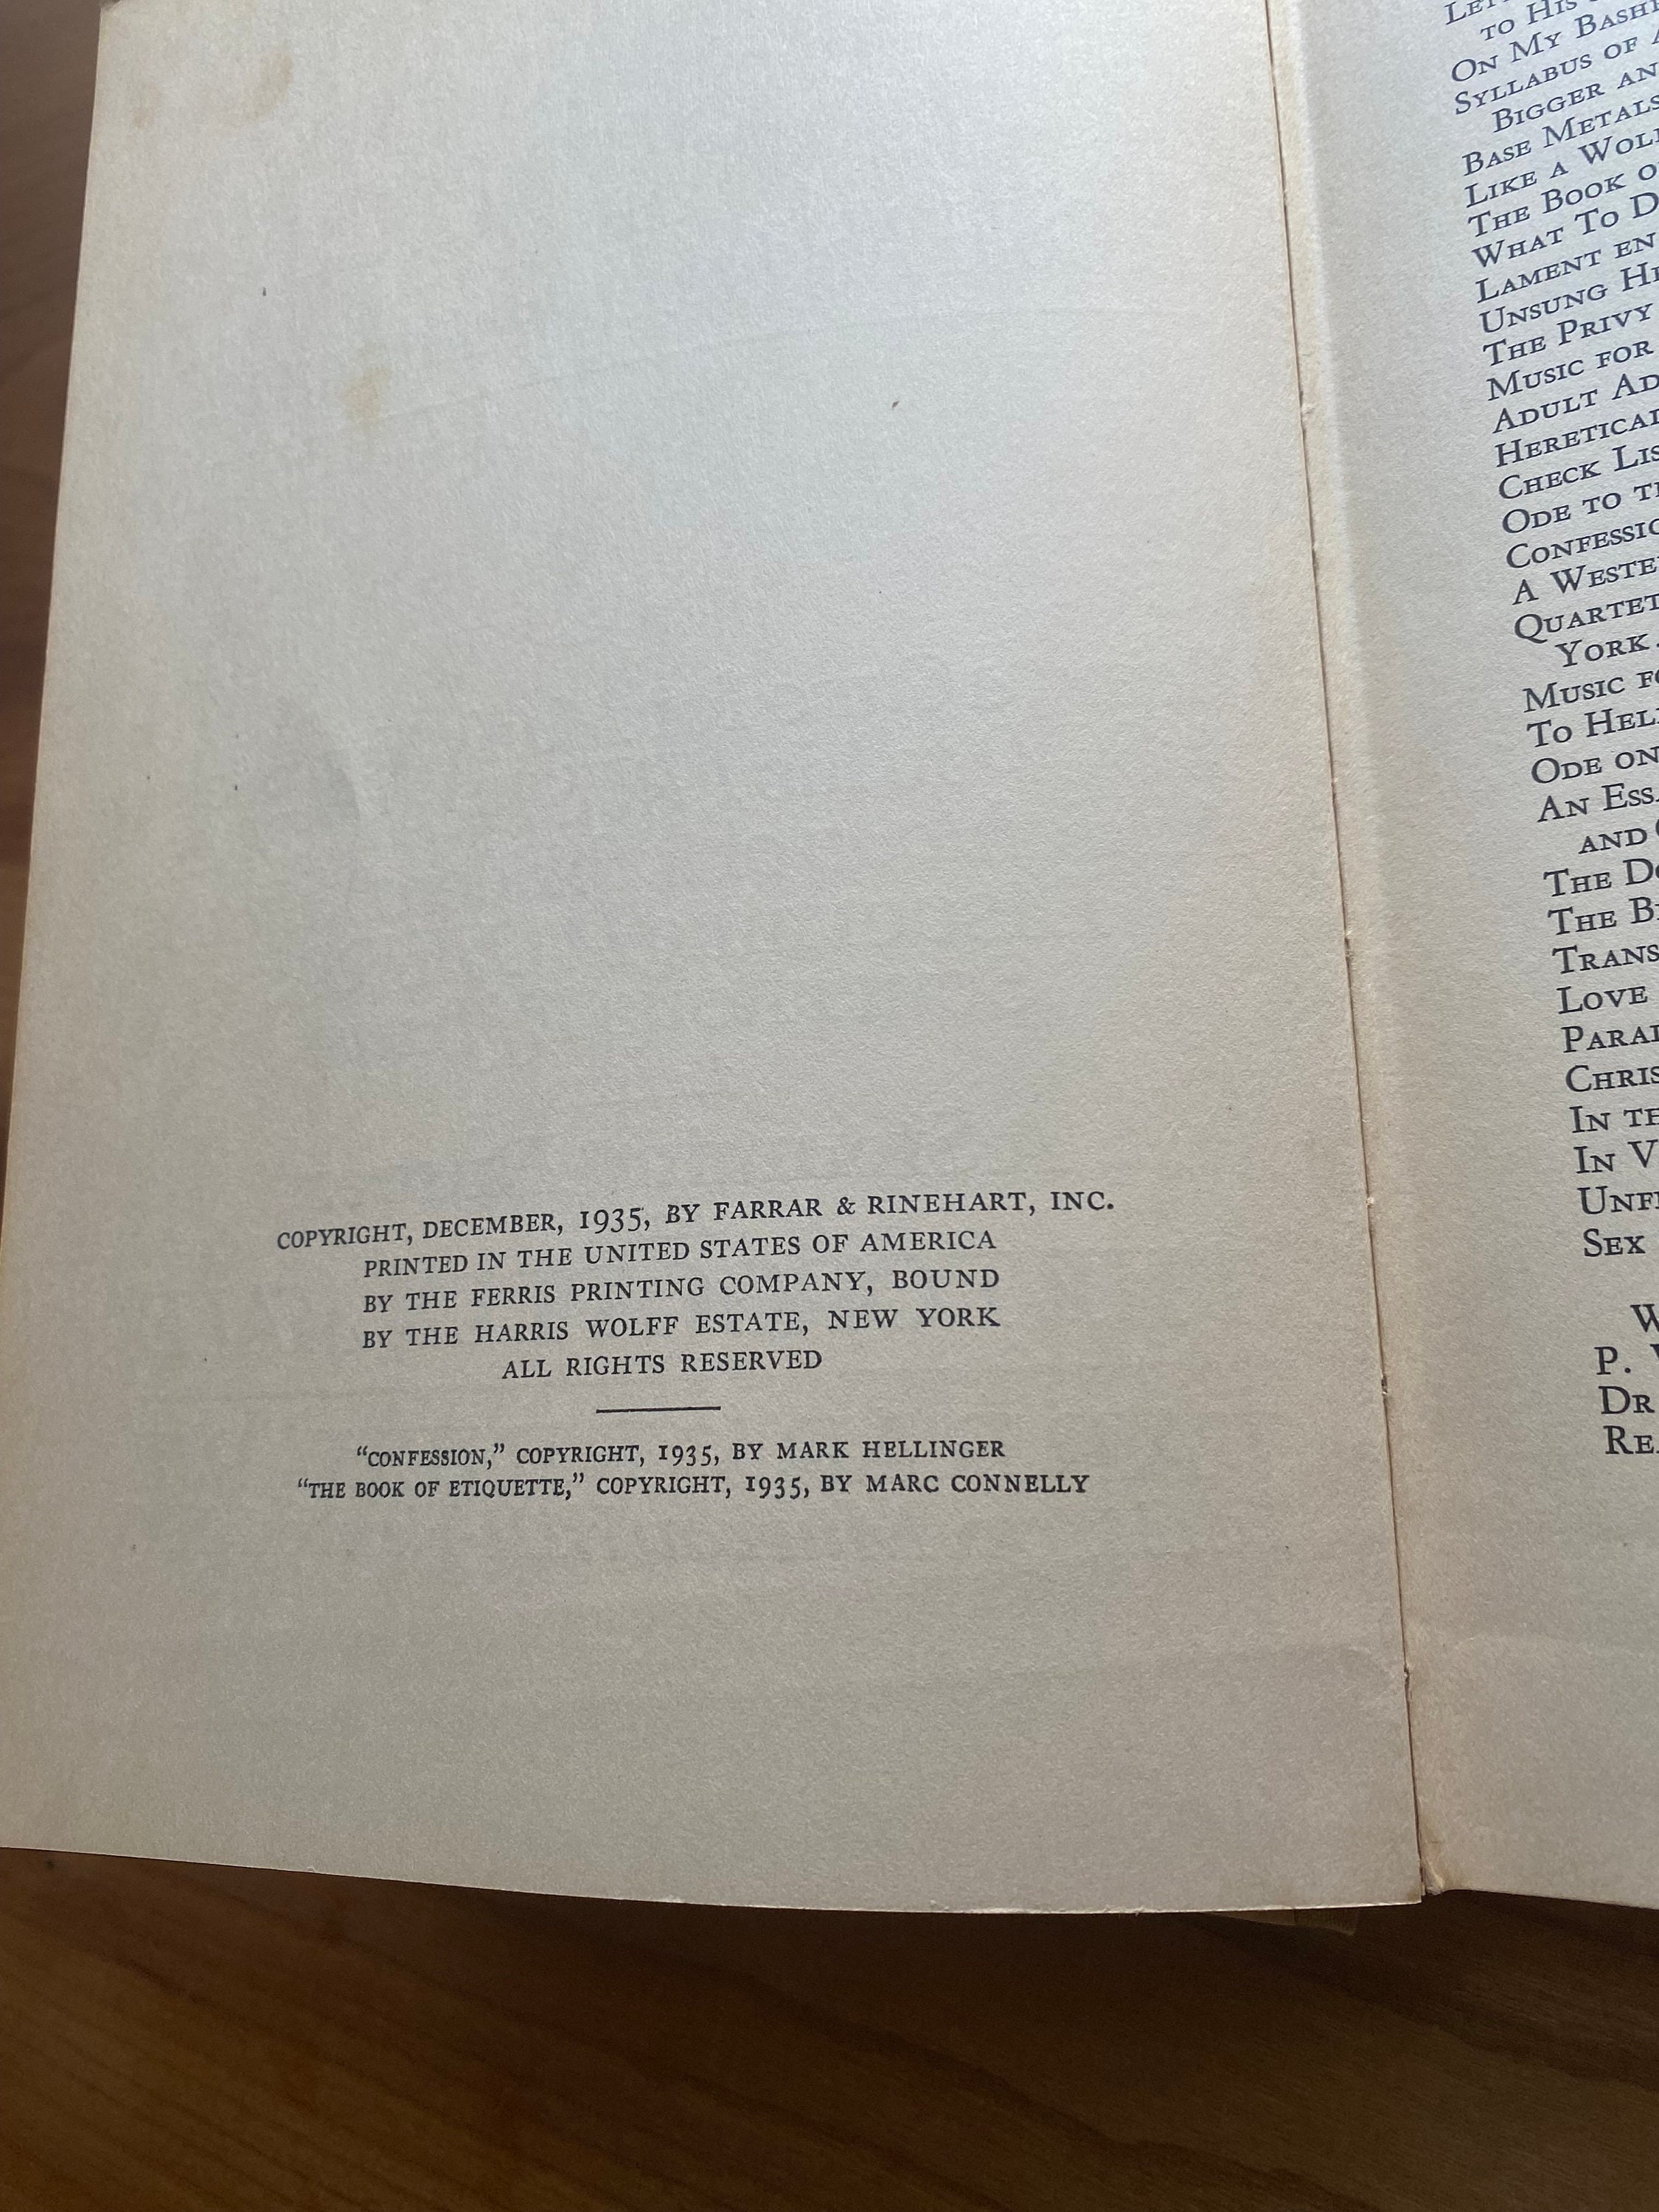 COPYRIGHT, DECEMBER, 1935, BY FARRAR & RINEHART, INC.
PRINTED IN THE UNITED STATES OF AMERICA
BY THE FERRIS PRINTING COMPANY, BOUND
BY THE HARRIS WOLFF ESTATE, NEW YORK
ALL RIGHTS RESERVED
“CONFESSION,” COPYRIGHT, 1935, BY MARK HELLINGER
“THE BOOK OF ETIQUETTE,” COPYRIGHT, 1935, BY MARC CONNELLY
TO HIS
ON MY
SYLLABUS OF
BIGGER
BASE METALS
LIKE A
THE BOOK
WHAT TO
LAMENT
UNSUNG
THE PRIVY
MUSIC FOR
ADULT
CHECK
ODE TO
A
YORK
MUSIC
TO
ODE ON
AN
AND
THE
THE
LOVE
IN
IN
SEX
P.